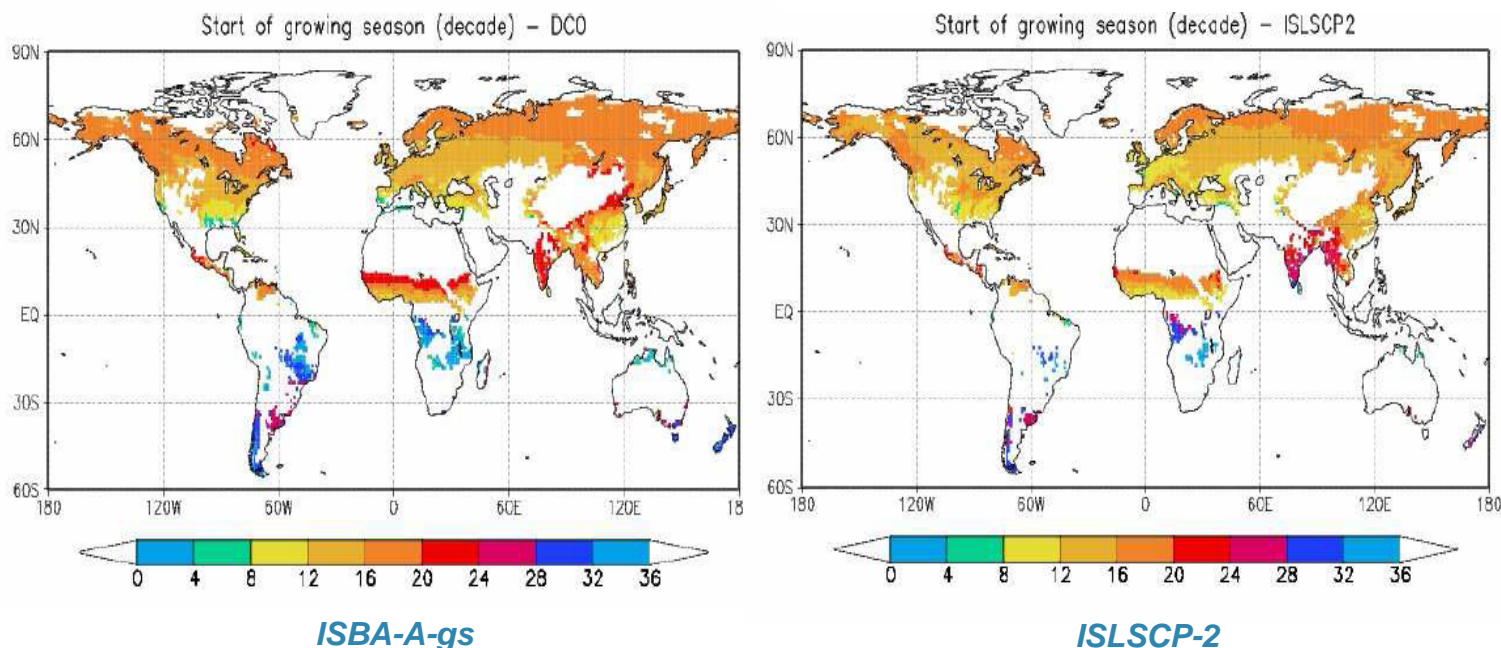 Start of growing season (decade) – DCO
90N
60N
30N
EQ
30S
60S
180 120W 60W 0 60E 120E 18
0 4 8 12 16 20 24 28 32 36
ISBA-A-gs
Start of growing season (decade) – ISLSCP2
90N
60N
30N
EQ
30S
60S
180 120W 60W 0 60E 120E 180
0 4 8 12 16 20 24 28 32 36
ISLSCP-2